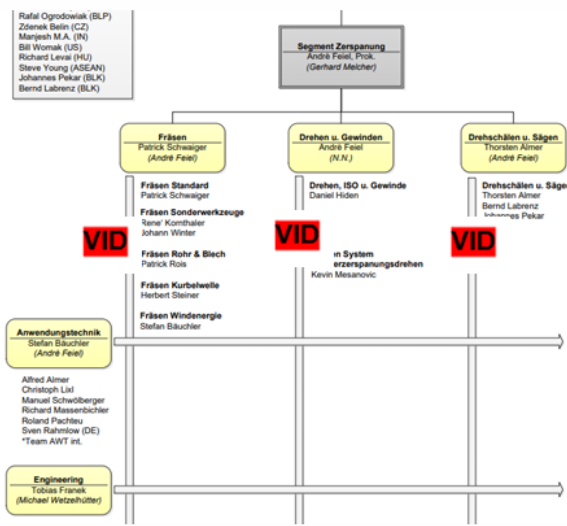 Rafal Ogrodowiak (BLP)
Zdenek Belin (CZ)
Manjesh M.A. (IN)
Bill Womak (US)
Richard Levai (HU)
Steve Young (ASEAN)
Johannes Pekar (BLK)
Bernd Labrenz (BLK)
Segment Zerspanung
André Feiel, Prok.
(Gerhard Melcher)
Fräsen
Patrick Schwaiger
(André Feiel)
Drehen u. Gewinden
André Feiel
(N.N.)
Drehschälen u. Sägen
Thorsten Almer
(André Feiel)
Fräsen Standard
Patrick Schwaiger
Fräsen Sonderwerkzeuge
Rene' Kornthaler
Johann Winter
VID
Fräsen Rohr & Blech
Patrick Rois
Fräsen Kurbelwelle
Herbert Steiner
Fräsen Windenergie
Stefan Bäuchler
Drehen, ISO u. Gewinde
Daniel Hiden
VID
System
Kevin Mesanovic
Drehschälen u. Säge
Thorsten Almer
Bernd Labrenz
Johannes Pekar
VID
Anwendungstechnik
Stefan Bäuchler
(André Feiel)
Alfred Almer
Christoph Lixl
Manuel Schwölberger
Richard Massenbichler
Roland Pachteu
Sven Rahmlow (DE)
*Team AWT int.
Engineering
Tobias Franek
(Michael Wetzelhütter)